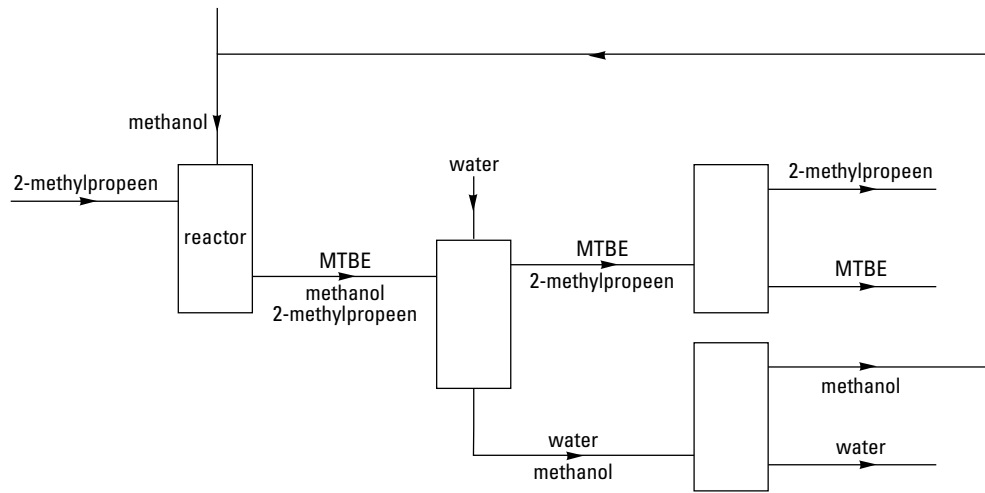 methanol
2-methylpropeen
reactor
water
MTBE
methanol
2-methylpropeen
MTBE
2-methylpropeen
2-methylpropeen
MTBE
water
methanol
methanol
water